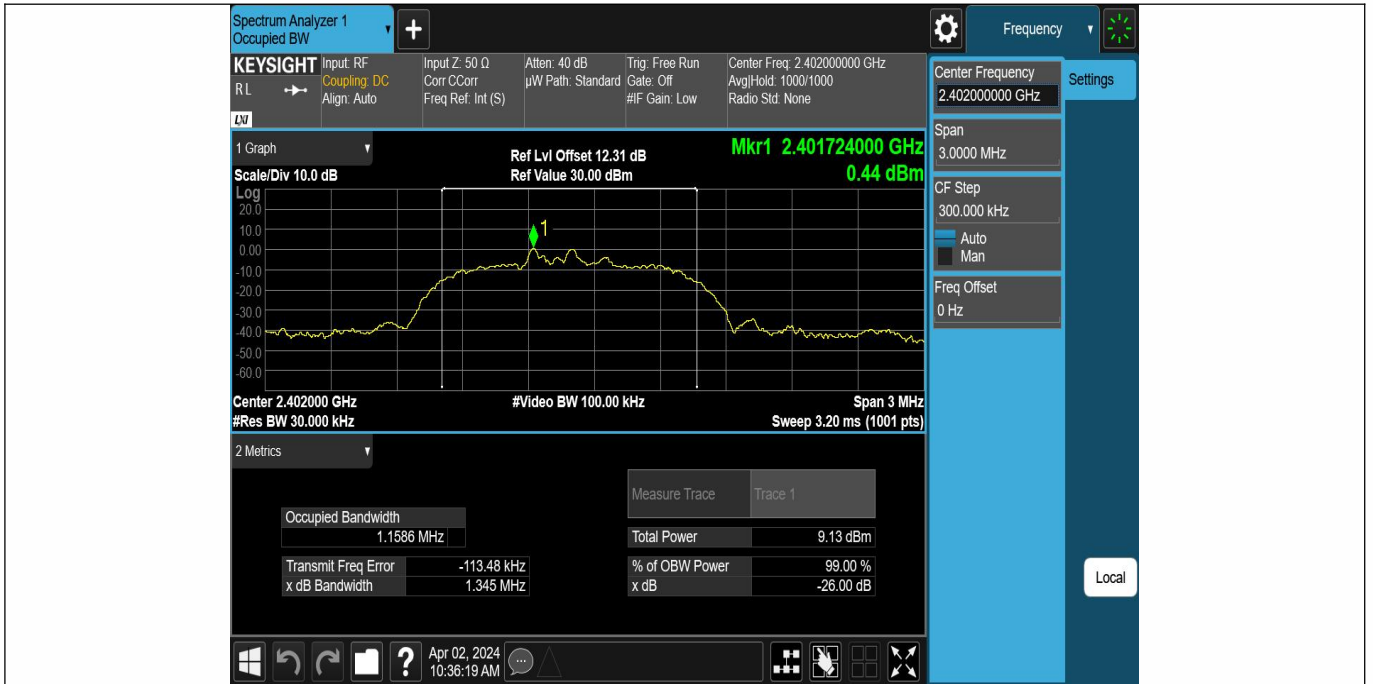 Spectrum Analyzer 1
Occupied BW
Frequency
KEYSIGHT
RL
LXI
Input: RF
Coupling: DC
Align: Auto
Input Z: 50 Ω
Corr CCorr
Freq Ref: Int (S)
Atten: 40 dB
µW Path: Standard
Trig: Free Run
Gate: Off
#IF Gain: Low
Center Freq: 2.402000000 GHz
Avg|Hold: 1000/1000
Radio Std: None
1 Graph
Scale/Div 10.0 dB
Ref Lvl Offset 12.31 dB
Ref Value 30.00 dBm
Mkr1 2.401724000 GHz
0.44 dBm
Log
20.0
10.0
0.00
-10.0
-20.0
-30.0
-40.0
-50.0
-60.0
1
Center 2.402000 GHz
#Res BW 30.000 kHz
#Video BW 100.00 kHz
Span 3 MHz
Sweep 3.20 ms (1001 pts)
2 Metrics
Measure Trace Trace 1
Occupied Bandwidth
1.1586 MHz
Total Power 9.13 dBm
Transmit Freq Error -113.48 kHz
% of OBW Power 99.00 %
x dB Bandwidth 1.345 MHz
x dB -26.00 dB
Center Frequency
2.402000000 GHz
Settings
Span
3.0000 MHz
CF Step
300.000 kHz
Auto
Man
Freq Offset
0 Hz
Local
?
Apr 02, 2024
10:36:19 AM